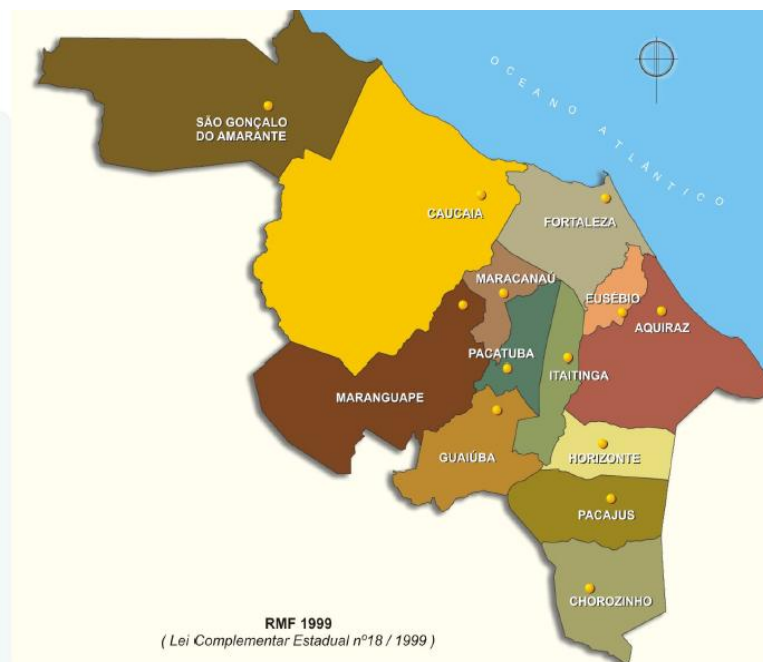 OCEANO ATLÂNTICO
SÃO GONÇALO
DO AMARANTE
CAUCAIA
FORTALEZA
MARACANAÚ
EUSÉBIO
AQUIRAZ
PACATUBA
ITAITINGA
MARANGUAPE
GUAIÚBA
HORIZONTE
PACAJUS
CHOROZINHO
RMF 1999
( Lei Complementar Estadual nº18 / 1999 )